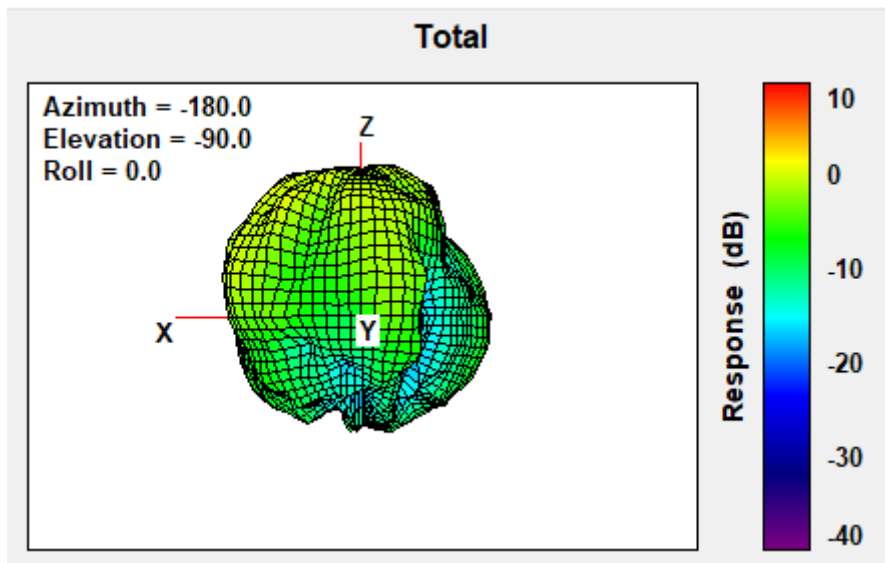 Total
Azimuth = -180.0
Elevation = -90.0
Roll = 0.0
Z
X
Y
Response (dB)
10
0
-10
-20
-30
-40